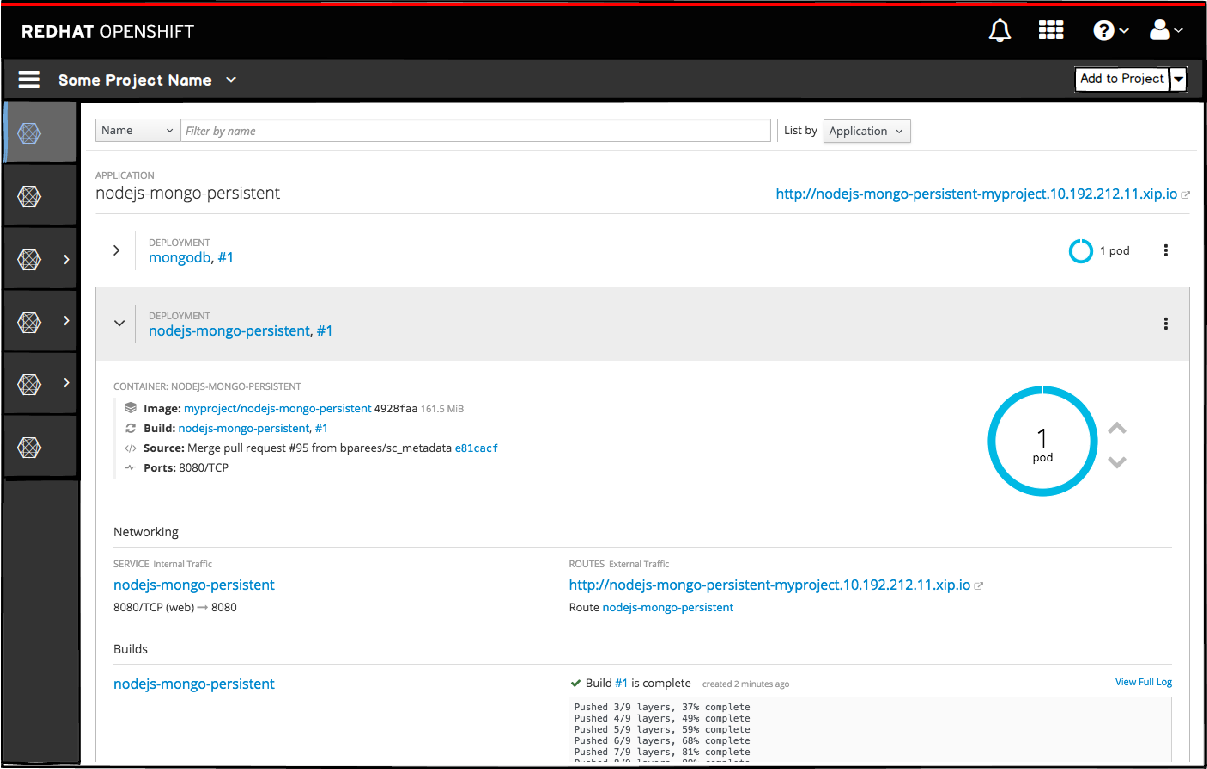 REDHAT OPENSHIFT
Some Project Name
Add to Project
Name
Filter by name
List by
Application
APPLICATION
nodejs-mongo-persistent
http://nodejs-mongo-persistent-myproject.10.192.212.11.xip.io
DEPLOYMENT
mongodb, #1
1 pod
DEPLOYMENT
nodejs-mongo-persistent, #1
CONTAINER: NODEJS-MONGO-PERSISTENT
Image: myproject/nodejs-mongo-persistent 4928faa 161.5 MiB
Build: nodejs-mongo-persistent, #1
Source: Merge pull request #95 from bparees/sc_metadata e81cacf
Ports: 8080/TCP
1
pod
Networking
SERVICE Internal Traffic
nodejs-mongo-persistent
8080/TCP (web) → 8080
ROUTES External Traffic
http://nodejs-mongo-persistent-myproject.10.192.212.11.xip.io
Route nodejs-mongo-persistent
Builds
nodejs-mongo-persistent
Build #1 is complete created 2 minutes ago
View Full Log
Pushed 3/9 layers, 37% complete
Pushed 4/9 layers, 49% complete
Pushed 5/9 layers, 59% complete
Pushed 6/9 layers, 68% complete
Pushed 7/9 layers, 81% complete